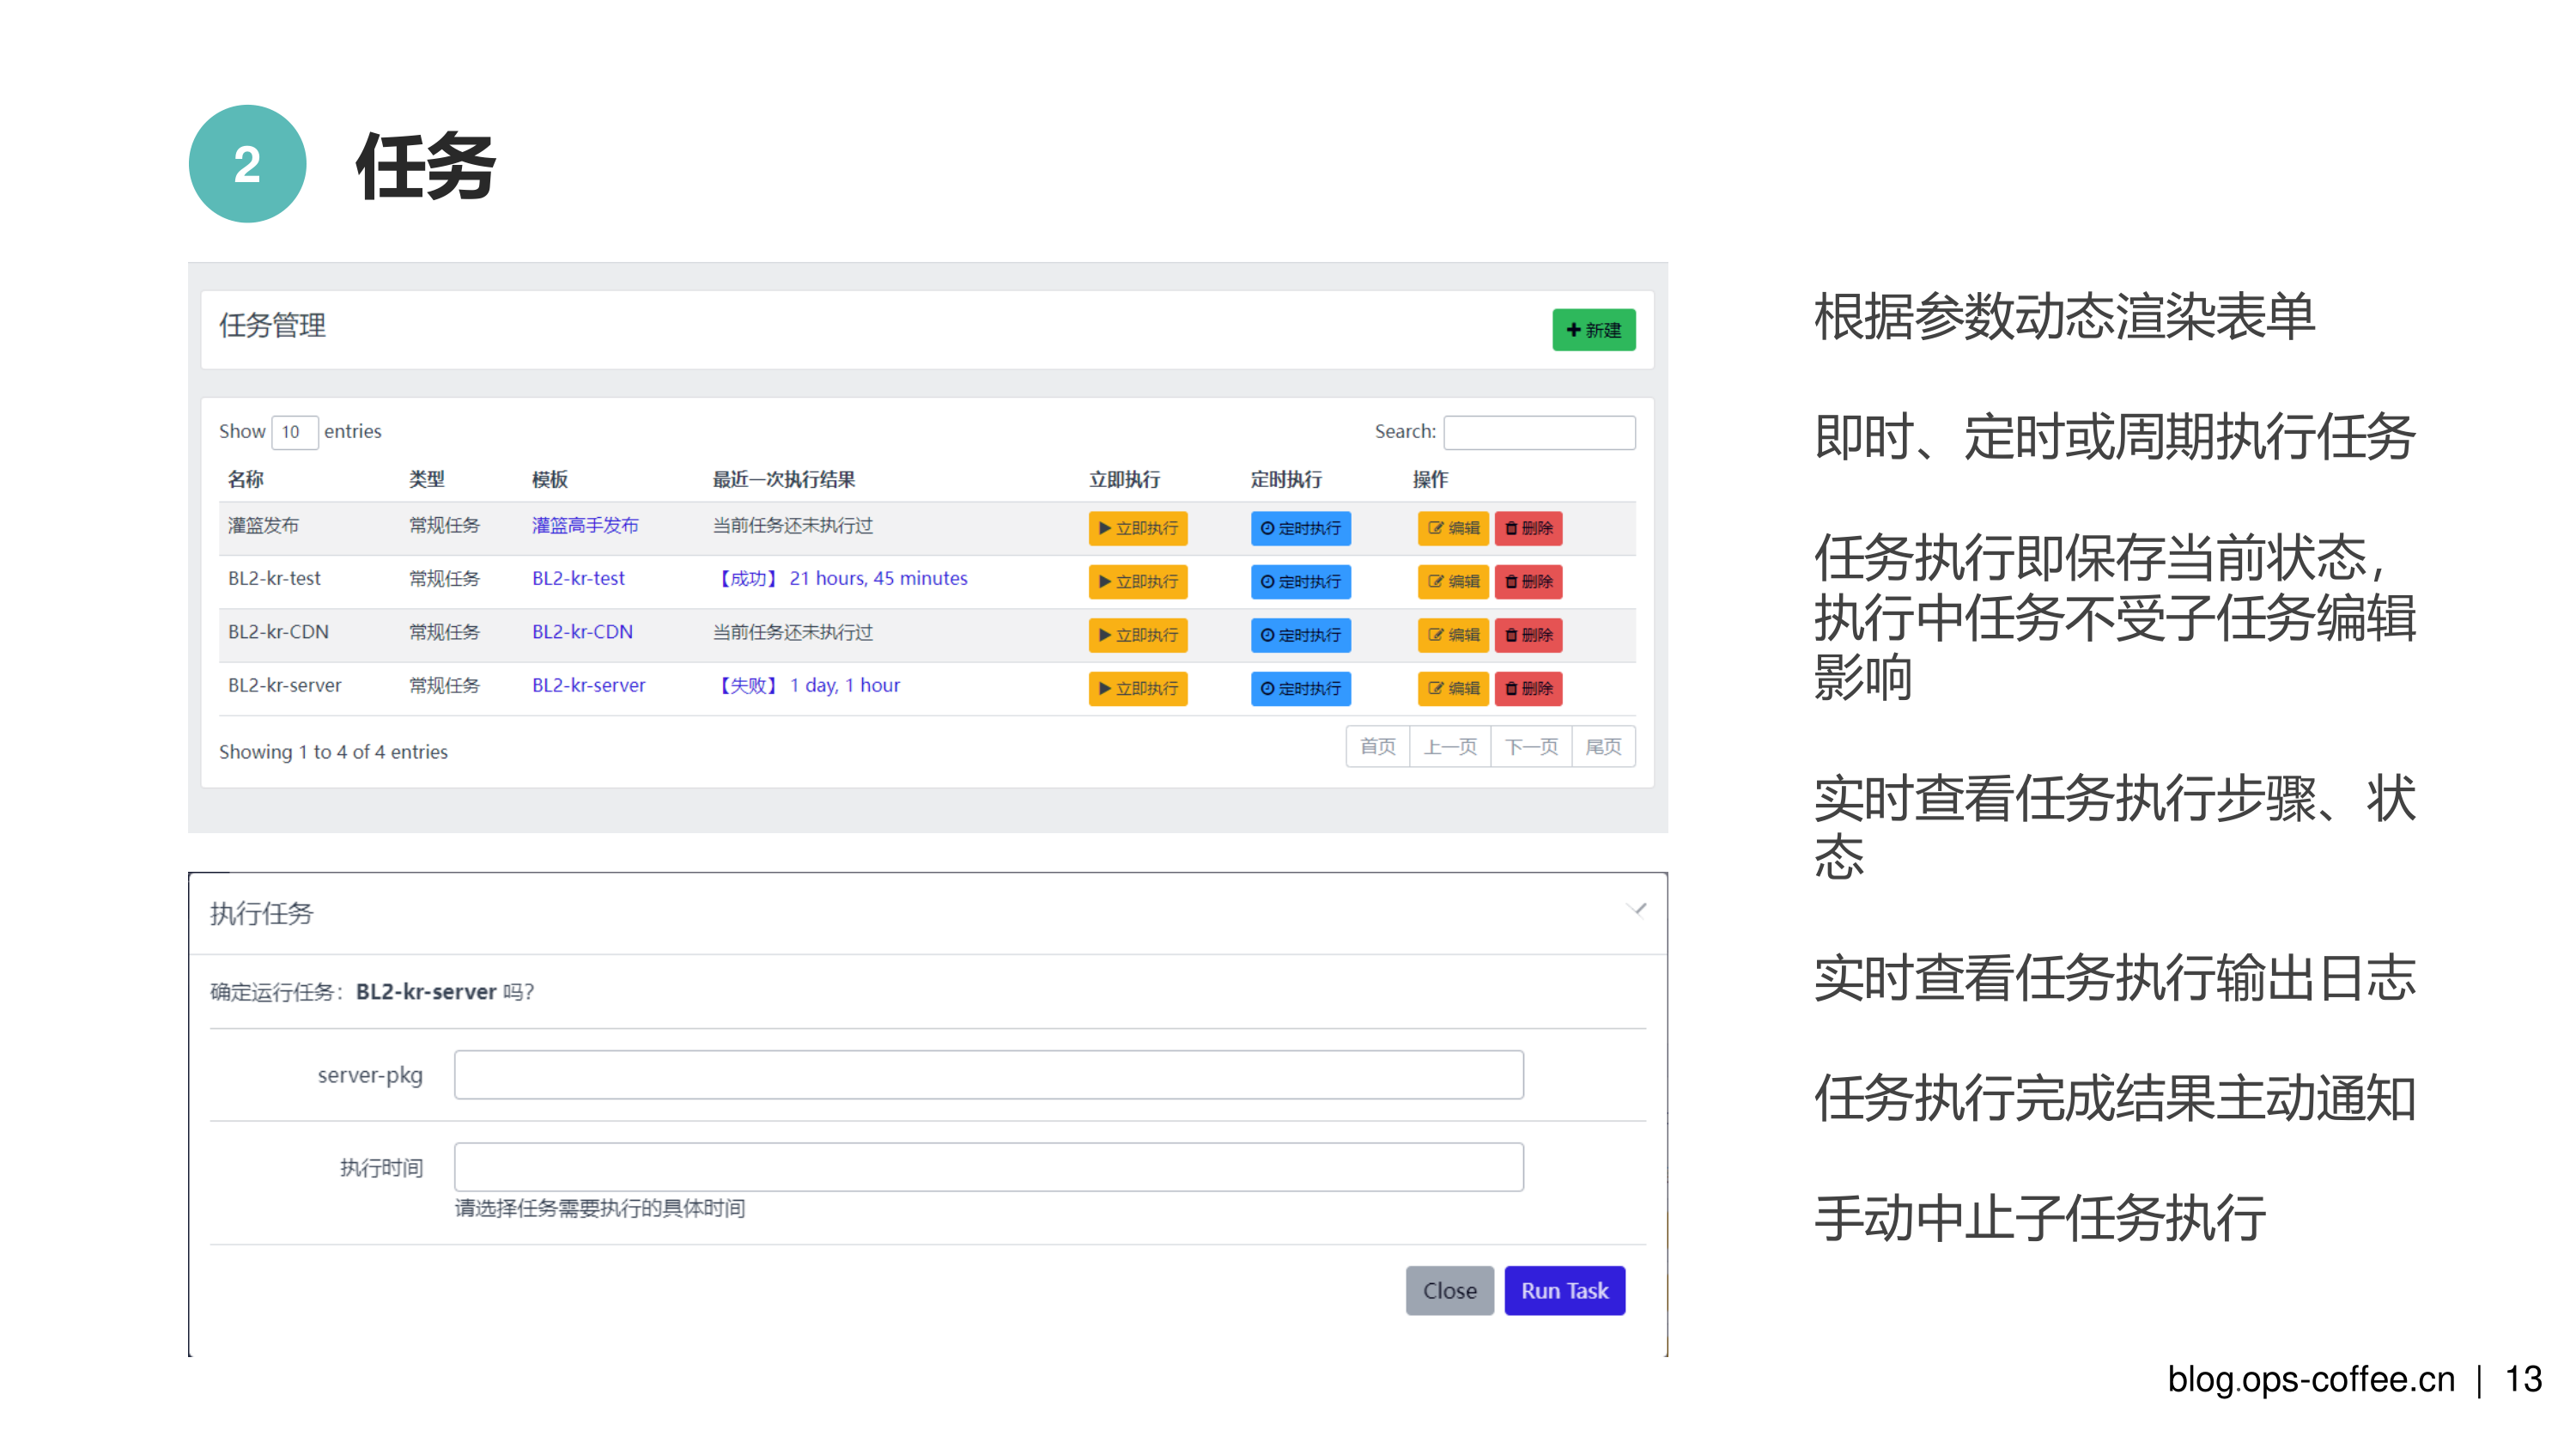 2 任务
任务管理
新建
Show 10 entries Search:
名称 类型 模板 最近一次执行结果 立即执行 定时执行 操作
灌篮发布 常规任务 灌篮高手发布 当前任务还未执行过 立即执行 定时执行 编辑 删除
BL2-kr-test 常规任务 BL2-kr-test 【成功】 21 hours, 45 minutes 立即执行 定时执行 编辑 删除
BL2-kr-CDN 常规任务 BL2-kr-CDN 当前任务还未执行过 立即执行 定时执行 编辑 删除
BL2-kr-server 常规任务 BL2-kr-server 【失败】 1 day, 1 hour 立即执行 定时执行 编辑 删除
Showing 1 to 4 of 4 entries 首页 上一页 下一页 尾页
执行任务
确定运行任务：BL2-kr-server 吗？
server-pkg
执行时间
请选择任务需要执行的具体时间
Close Run Task
根据参数动态渲染表单
即时、定时或周期执行任务
任务执行即保存当前状态，
执行中任务不受子任务编辑
影响
实时查看任务执行步骤、状
态
实时查看任务执行输出日志
任务执行完成结果主动通知
手动中止子任务执行
blog.ops-coffee.cn | 13